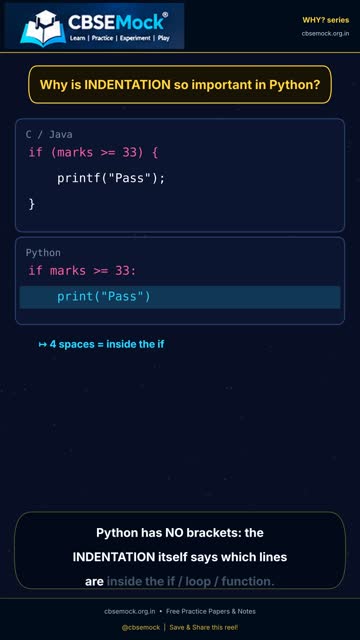 CBSEMock®
Learn | Practice | Experiment | Play
WHY? series
cbsemock.org.in
Why is INDENTATION so important in Python?
C / Java
if (marks >= 33) {
    printf("Pass");
}
Python
if marks >= 33:
    print("Pass")
↦ 4 spaces = inside the if
Python has NO brackets: the
INDENTATION itself says which lines
are inside the if / loop / function.
cbsemock.org.in • Free Practice Papers & Notes
@cbsemock | Save & Share this reel!